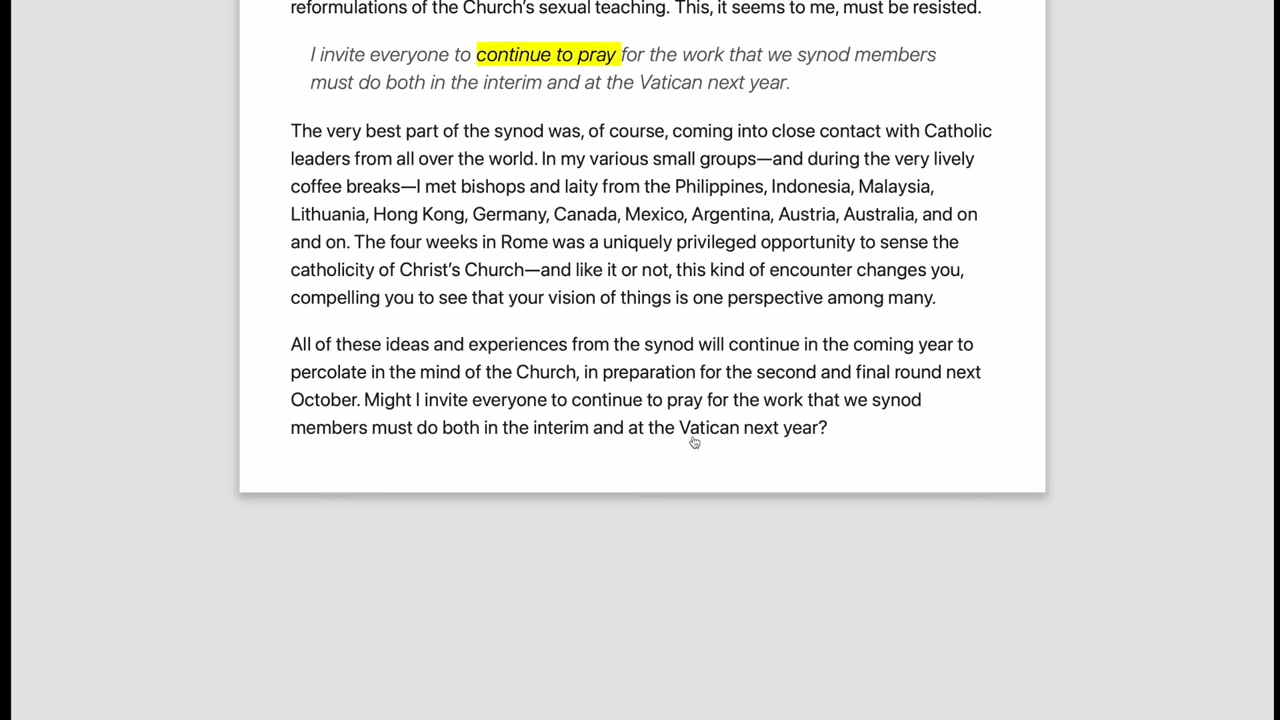 reformulations of the Church’s sexual teaching. This, it seems to me, must be resisted.
I invite everyone to continue to pray for the work that we synod members
must do both in the interim and at the Vatican next year.
The very best part of the synod was, of course, coming into close contact with Catholic
leaders from all over the world. In my various small groups—and during the very lively
coffee breaks—I met bishops and laity from the Philippines, Indonesia, Malaysia,
Lithuania, Hong Kong, Germany, Canada, Mexico, Argentina, Austria, Australia, and on
and on. The four weeks in Rome was a uniquely privileged opportunity to sense the
catholicity of Christ’s Church—and like it or not, this kind of encounter changes you,
compelling you to see that your vision of things is one perspective among many.
All of these ideas and experiences from the synod will continue in the coming year to
percolate in the mind of the Church, in preparation for the second and final round next
October. Might I invite everyone to continue to pray for the work that we synod
members must do both in the interim and at the Vatican next year?